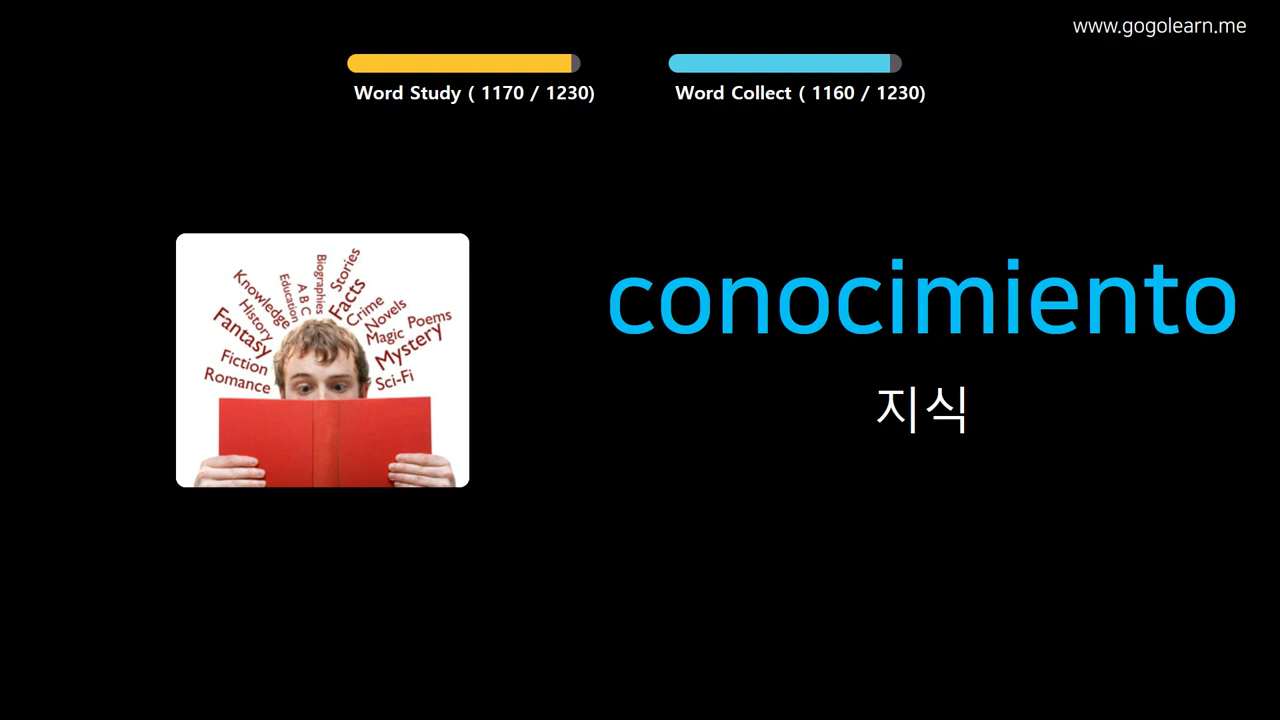 www.gogolearn.me
Word Study ( 1170 / 1230)
Word Collect ( 1160 / 1230)
conocimiento
지식
Knowledge
History
Fantasy
Fiction
Romance
Education
A B C
Biographies
Stories
Facts
Crime
Novels
Magic
Poems
Mystery
Sci-Fi